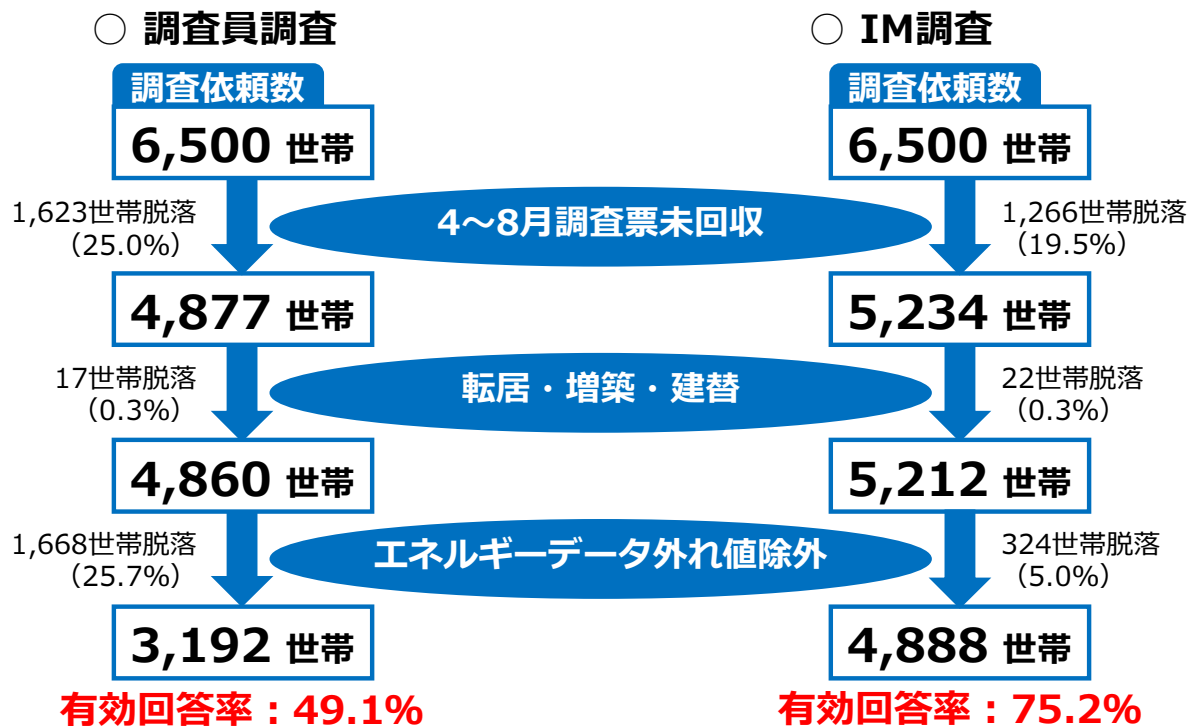 ○ 調査員調査
調査依頼数
6,500 世帯
1,623世帯脱落
（25.0%）
4,877 世帯
17世帯脱落
（0.3%）
4,860 世帯
1,668世帯脱落
（25.7%）
3,192 世帯
有効回答率：49.1%
4～8月調査票未回収
転居・増築・建替
エネルギーデータ外れ値除外
○ IM調査
調査依頼数
6,500 世帯
1,266世帯脱落
（19.5%）
5,234 世帯
22世帯脱落
（0.3%）
5,212 世帯
324世帯脱落
（5.0%）
4,888 世帯
有効回答率：75.2%